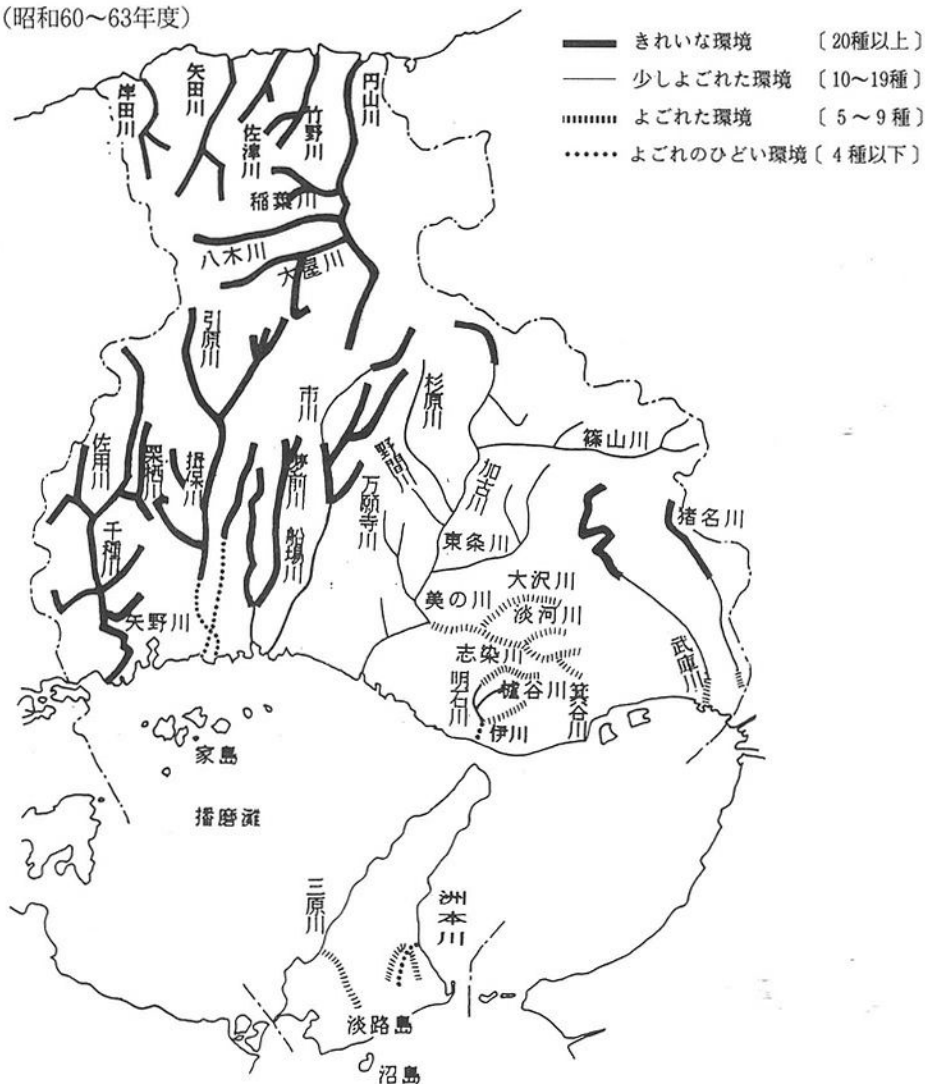 (昭和60〜63年度)
きれいな環境 〔20種以上〕
少しよごれた環境 〔10〜19種〕
よごれた環境 〔5〜9種〕
よごれのひどい環境〔4種以下〕
岸田川
矢田川
佐津川
竹野川
円山川
稲葉川
八木川
大屋川
引原川
市川
杉原川
篠山川
佐用川
栗栖川
揖保川
夢前川
船場川
野間川
万願寺川
加古川
東条川
猪名川
千種川
矢野川
大沢川
美の川
淡河川
志染川
明石川
櫨谷川
箕谷川
伊川
武庫川
家島
播磨灘
三原川
洲本川
淡路島
沼島